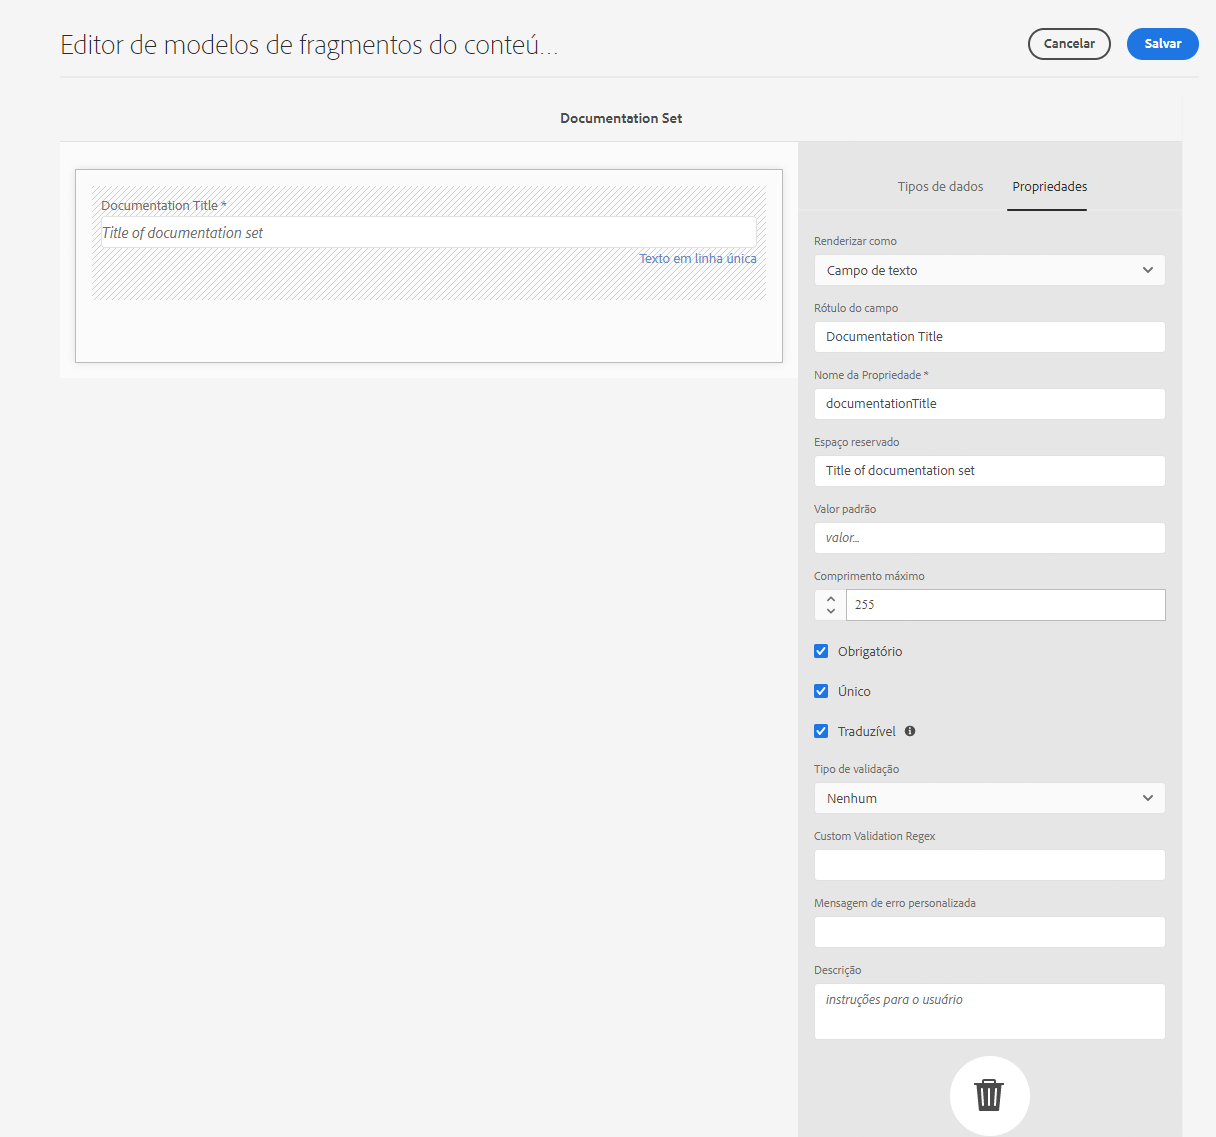 Editor de modelos de fragmentos do conteú...
Cancelar
Salvar
Documentation Set
Documentation Title *
Title of documentation set
Texto em linha única
Tipos de dados
Propriedades
Renderizar como
Campo de texto
Rótulo do campo
Documentation Title
Nome da Propriedade *
documentationTitle
Espaço reservado
Title of documentation set
Valor padrão
valor...
Comprimento máximo
255
Obrigatório
Único
Traduzível
Tipo de validação
Nenhum
Custom Validation Regex
Mensagem de erro personalizada
Descrição
instruções para o usuário